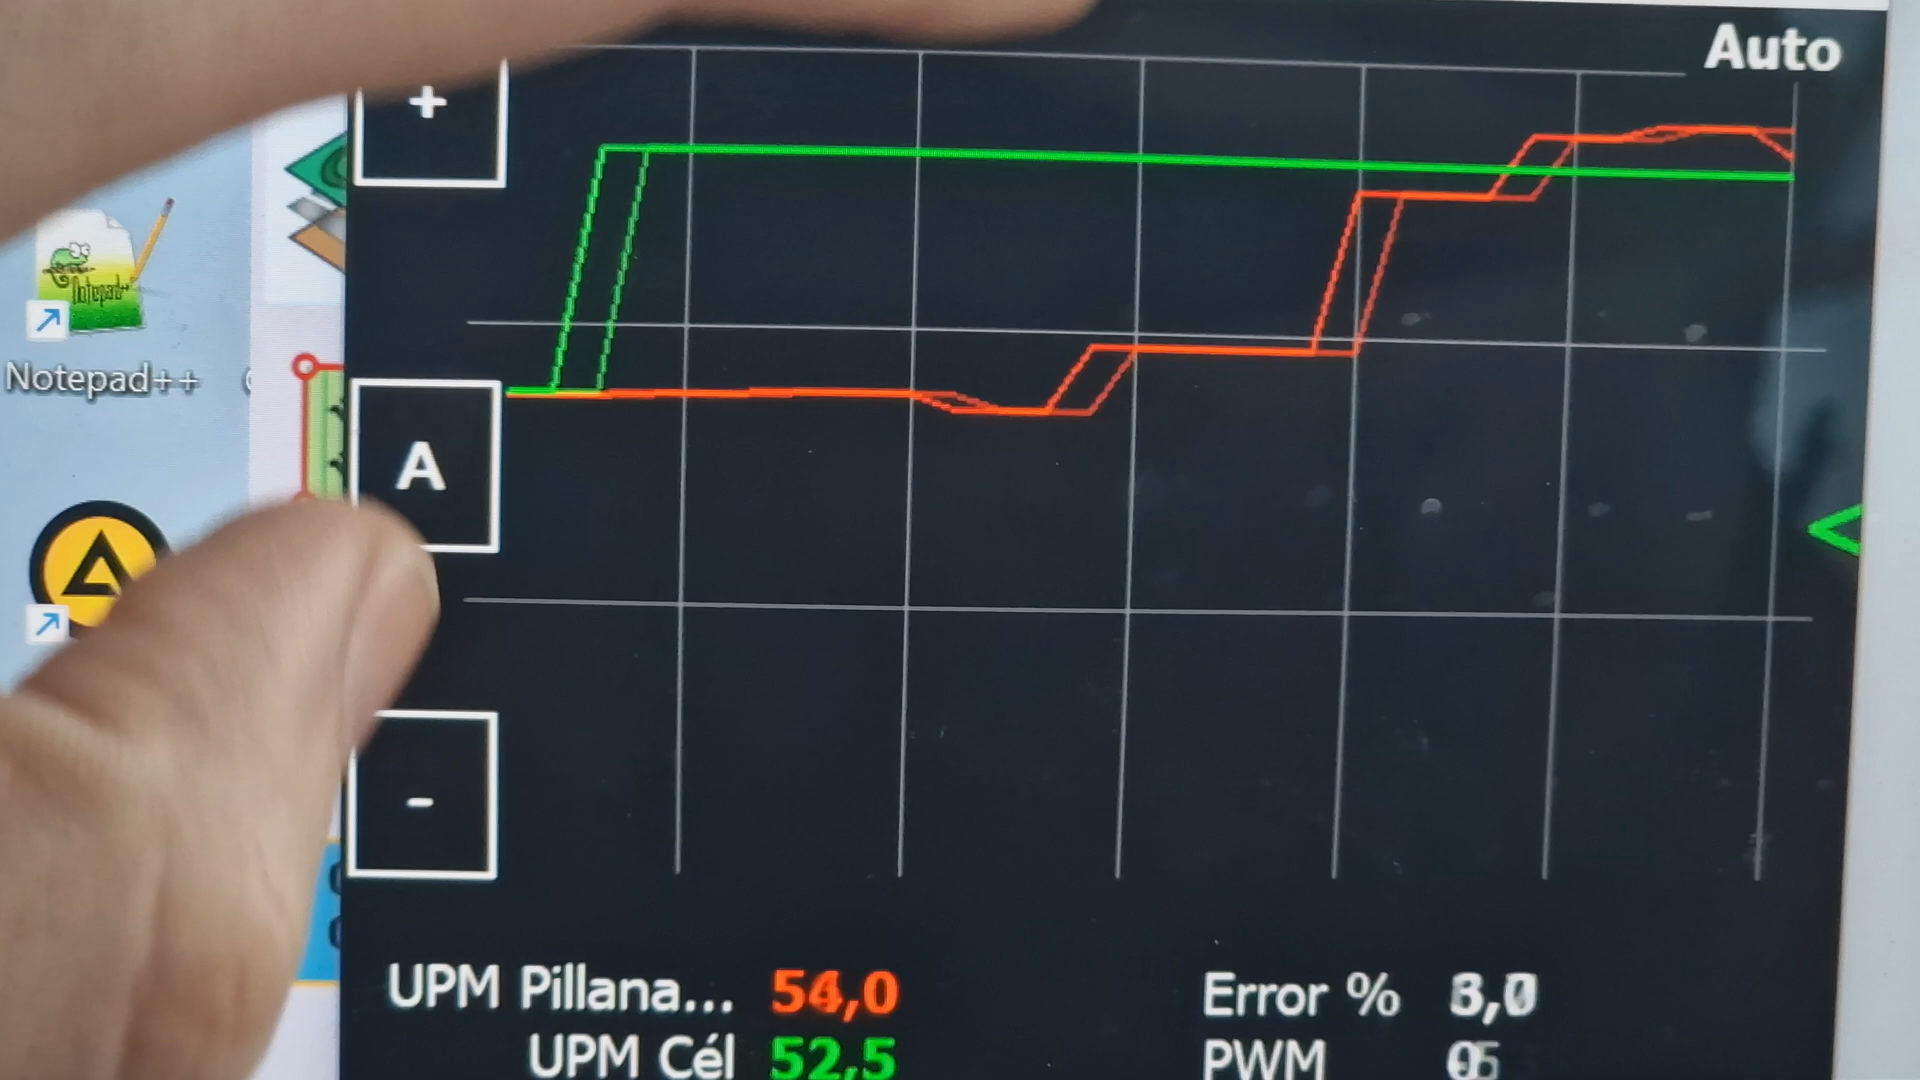 Auto
+
Notepad++
A
-
UPM Pillana... 54,0
Error %
UPM Cél 52,5
PWM